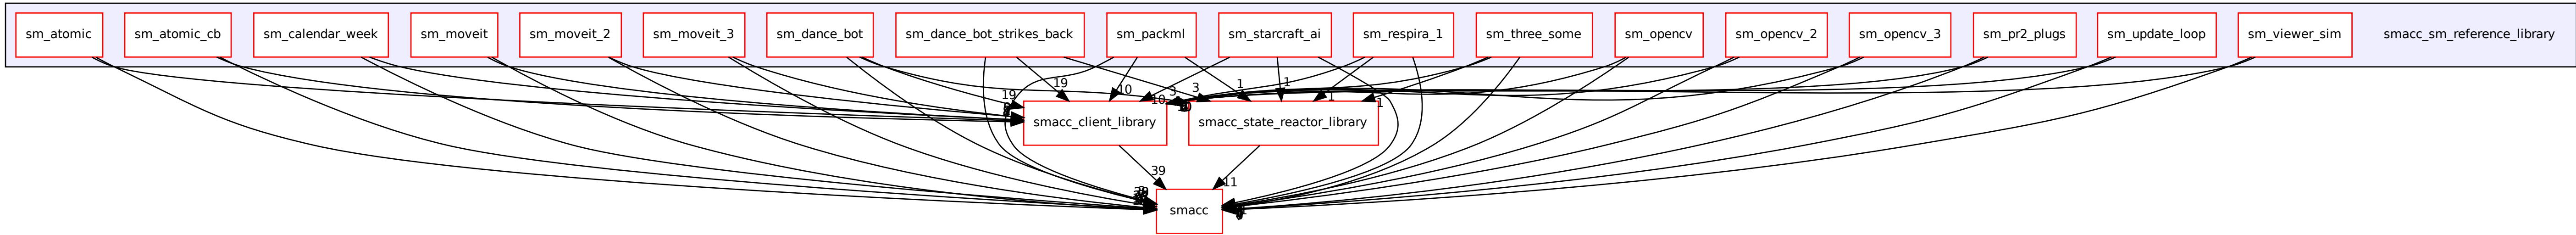 sm_atomic
sm_atomic_cb
sm_calendar_week
sm_moveit
sm_moveit_2
sm_moveit_3
sm_dance_bot
sm_dance_bot_strikes_back
sm_packml
sm_starcraft_ai
sm_respira_1
sm_three_some
sm_opencv
sm_opencv_2
sm_opencv_3
sm_pr2_plugs
sm_update_loop
sm_viewer_sim
smacc_sm_reference_library
19
19
10
10
3
3
1
1
1
1
smacc_client_library
smacc_state_reactor_library
39
11
smacc